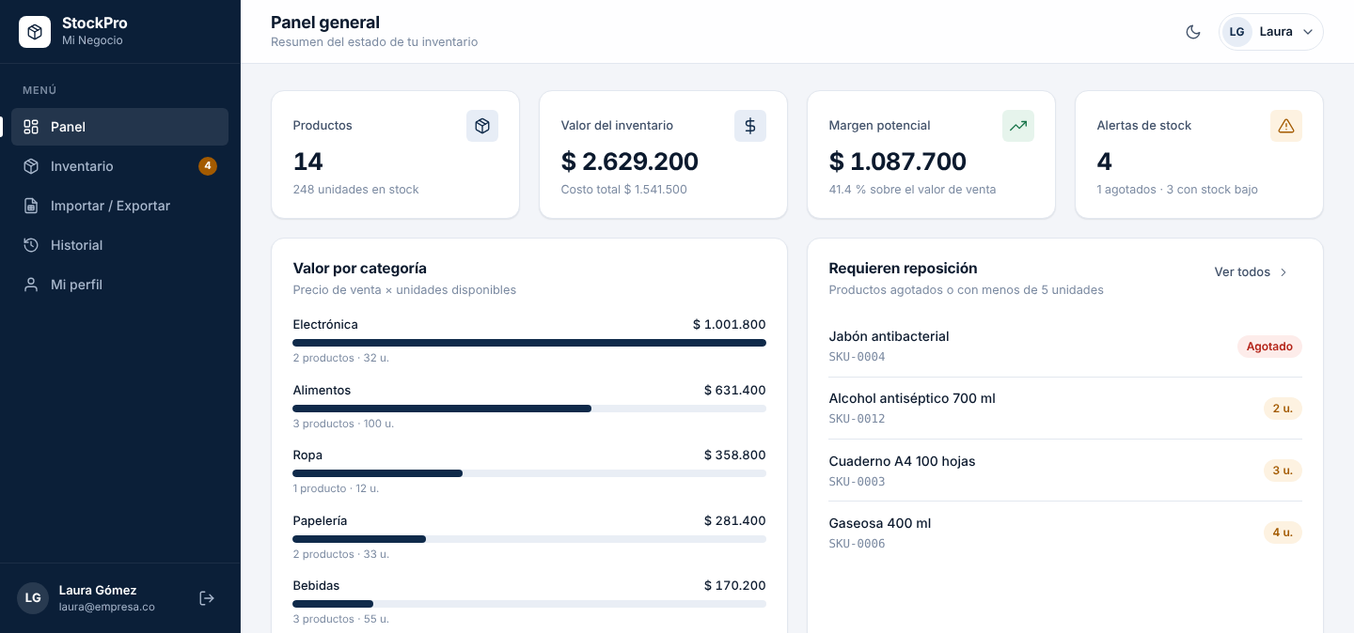 StockPro
Mi Negocio
MENÚ
Panel
Inventario 4
Importar / Exportar
Historial
Mi perfil
LG Laura Gómez
laura@empresa.co
Panel general
Resumen del estado de tu inventario
LG Laura
Productos
14
248 unidades en stock
Valor del inventario
$ 2.629.200
Costo total $ 1.541.500
Margen potencial
$ 1.087.700
41.4 % sobre el valor de venta
Alertas de stock
4
1 agotados · 3 con stock bajo
Valor por categoría
Precio de venta × unidades disponibles
Electrónica $ 1.001.800
2 productos · 32 u.
Alimentos $ 631.400
3 productos · 100 u.
Ropa $ 358.800
1 producto · 12 u.
Papelería $ 281.400
2 productos · 33 u.
Bebidas $ 170.200
3 productos · 55 u.
Requieren reposición
Ver todos
Productos agotados o con menos de 5 unidades
Jabón antibacterial
SKU-0004
Agotado
Alcohol antiséptico 700 ml
SKU-0012
2 u.
Cuaderno A4 100 hojas
SKU-0003
3 u.
Gaseosa 400 ml
SKU-0006
4 u.